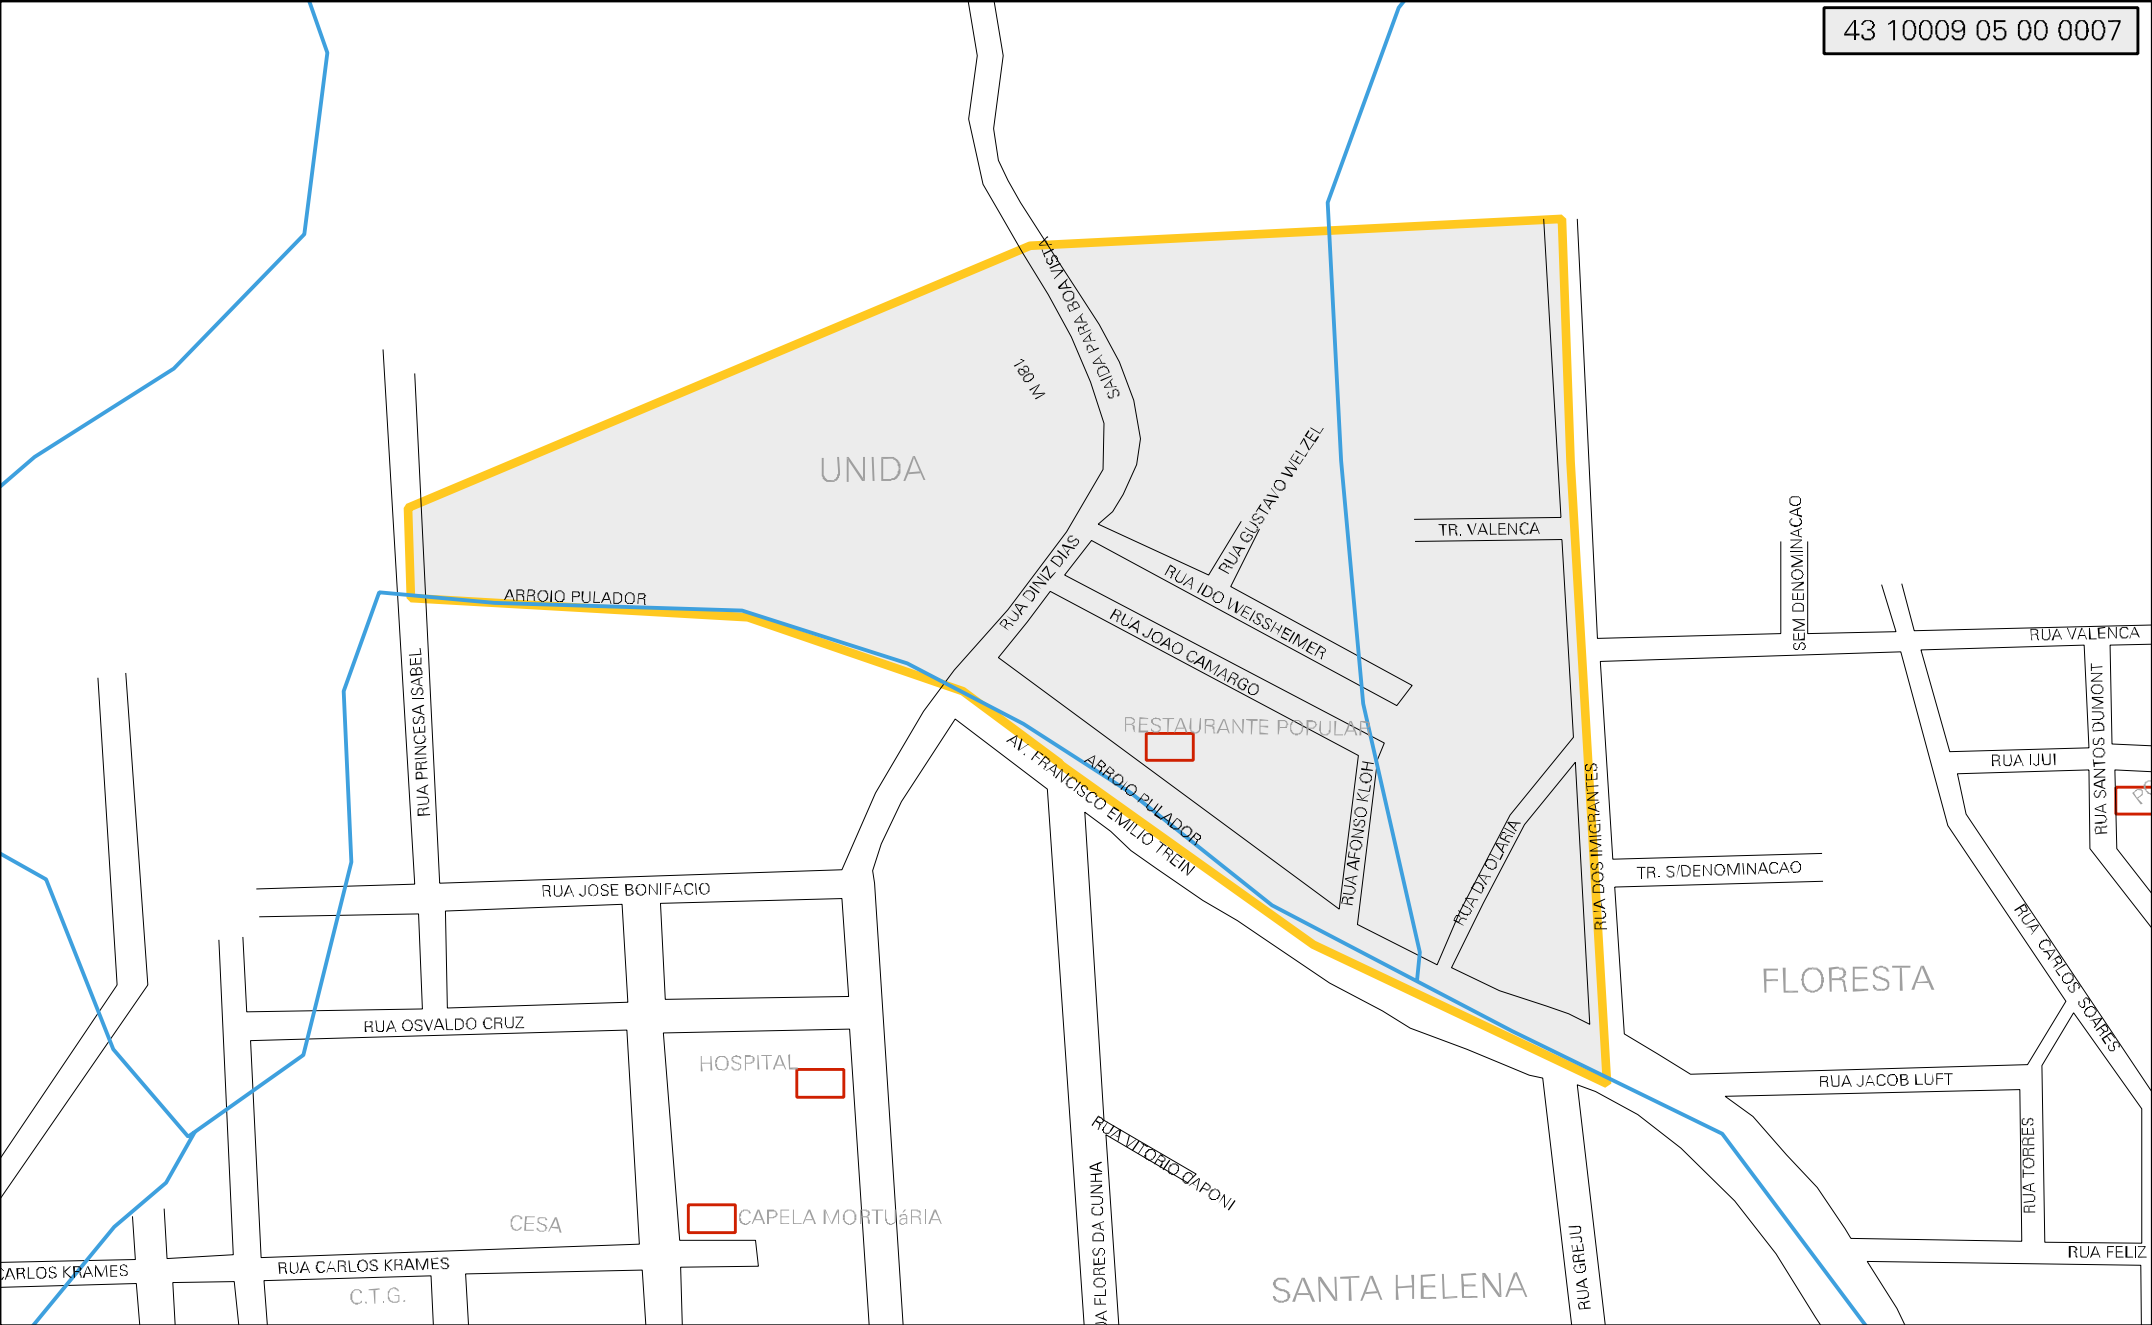 43 10009 05 00 0007
SAIDA PARA BOA VISTA
180 M
UNIDA
RUA GUSTAVO WELZEL
TR. VALENCA
SEM DENOMINACAO
RUA DINIZ DIAS
RUA IDO WEISSHEIMER
ARROIO PULADOR
RUA JOAO CAMARGO
RUA VALENCA
RUA PRINCESA ISABEL
RESTAURANTE POPULAR
RUA SANTOS DUMONT
RUA IJUI
AV. FRANCISCO EMILIO TREIN
ARROIO PULADOR
RUA AFONSO KLOH
RUA DA OLARIA
RUA DOS IMIGRANTES
TR. S/DENOMINACAO
RUA JOSE BONIFACIO
FLORESTA
RUA CARLOS SOARES
RUA OSVALDO CRUZ
HOSPITAL
RUA JACOB LUFT
RUA VITORIO CAPONI
RUA TORRES
CAPELA MORTUáRIA
CESA
UA FLORES DA CUNHA
RUA GREJU
RUA FELIZ
CARLOS KRAMES
RUA CARLOS KRAMES
C.T.G.
SANTA HELENA